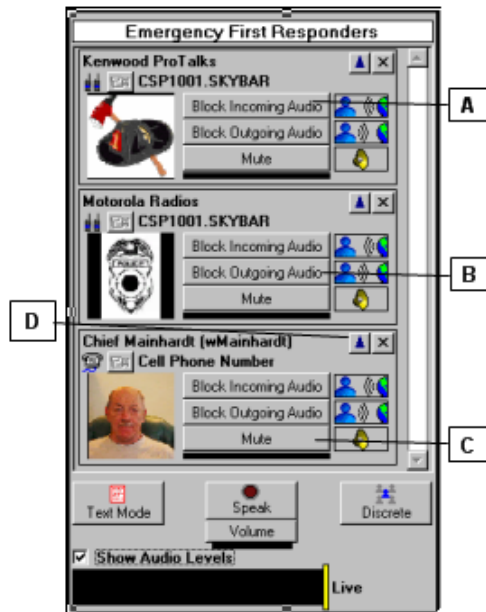 Emergency First Responders
Kenwood ProTalks
CSP1001.SKYBAR
Block Incoming Audio
A
Block Outgoing Audio
Mute
Motorola Radios
CSP1001.SKYBAR
Block Incoming Audio
Block Outgoing Audio
B
Mute
POLICE
D
Chief Mainhardt (wMainhardt)
Cell Phone Number
Block Incoming Audio
Block Outgoing Audio
Mute
C
Text Mode
Speak
Discrete
Volume
Show Audio Levels
Live